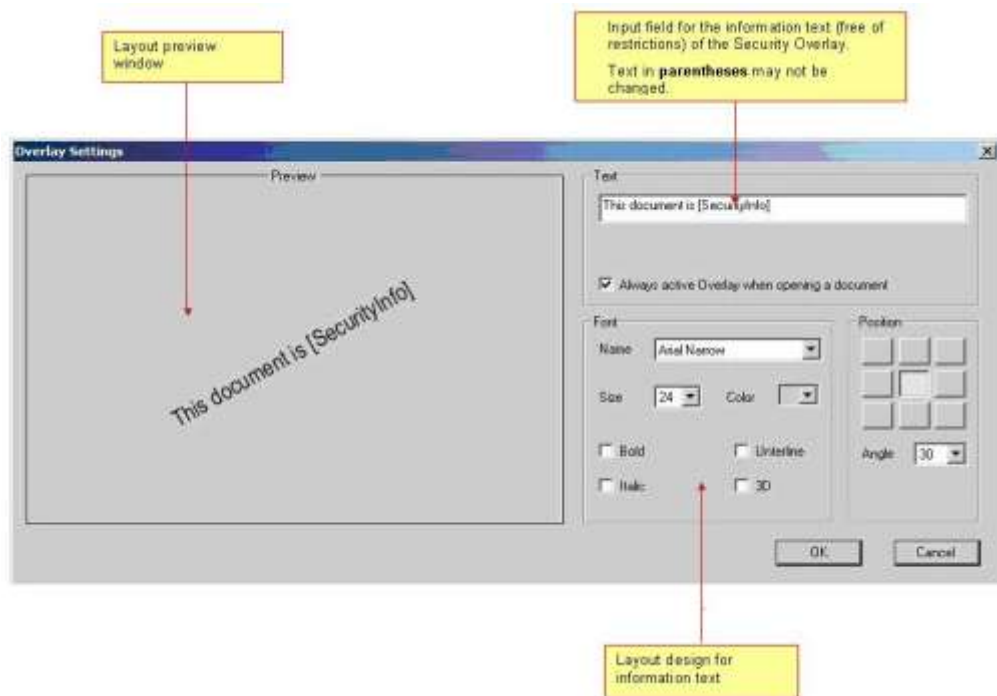 Layout preview
window
Input field for the information text (free of
restrictions) of the Security Overlay.
Text in parentheses may not be
changed.
Overlay Settings
Preview
Text
This document is [SecurityInfo]
Always active Overlay when opening a document
This document is [SecurityInfo]
Font
Position
Name Arial Narrow
Size 24 Color
Bold Unterline
Angle 30
Italic 3D
OK Cancel
Layout design for
information text